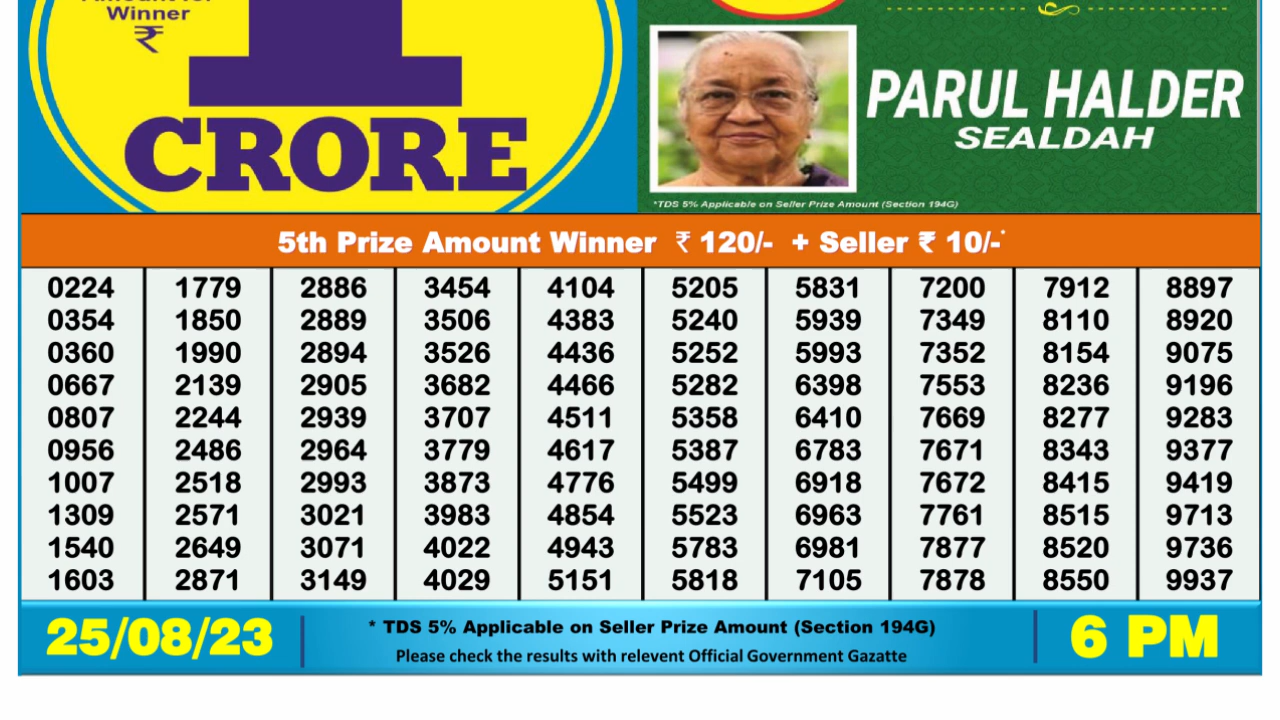 Winner
₹
1
CRORE
PARUL HALDER
SEALDAH
*TDS 5% Applicable on Seller Prize Amount (Section 194G)
5th Prize Amount Winner ₹ 120/- + Seller ₹ 10/-*
0224 1779 2886 3454 4104 5205 5831 7200 7912 8897
0354 1850 2889 3506 4383 5240 5939 7349 8110 8920
0360 1990 2894 3526 4436 5252 5993 7352 8154 9075
0667 2139 2905 3682 4466 5282 6398 7553 8236 9196
0807 2244 2939 3707 4511 5358 6410 7669 8277 9283
0956 2486 2964 3779 4617 5387 6783 7671 8343 9377
1007 2518 2993 3873 4776 5499 6918 7672 8415 9419
1309 2571 3021 3983 4854 5523 6963 7761 8515 9713
1540 2649 3071 4022 4943 5783 6981 7877 8520 9736
1603 2871 3149 4029 5151 5818 7105 7878 8550 9937
25/08/23
* TDS 5% Applicable on Seller Prize Amount (Section 194G)
Please check the results with relevent Official Government Gazatte
6 PM